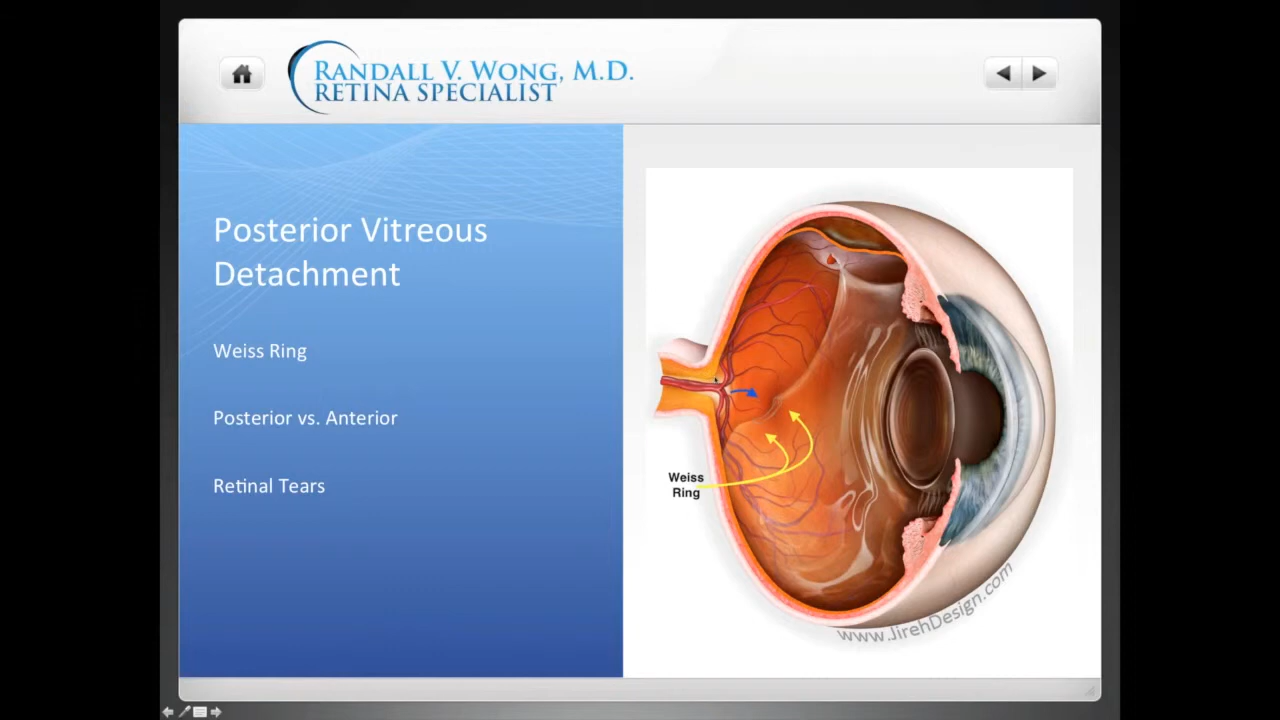 RANDALL V. WONG, M.D.
RETINA SPECIALIST
Posterior Vitreous
Detachment
Weiss Ring
Posterior vs. Anterior
Retinal Tears
Weiss
Ring
www.JirehDesign.com